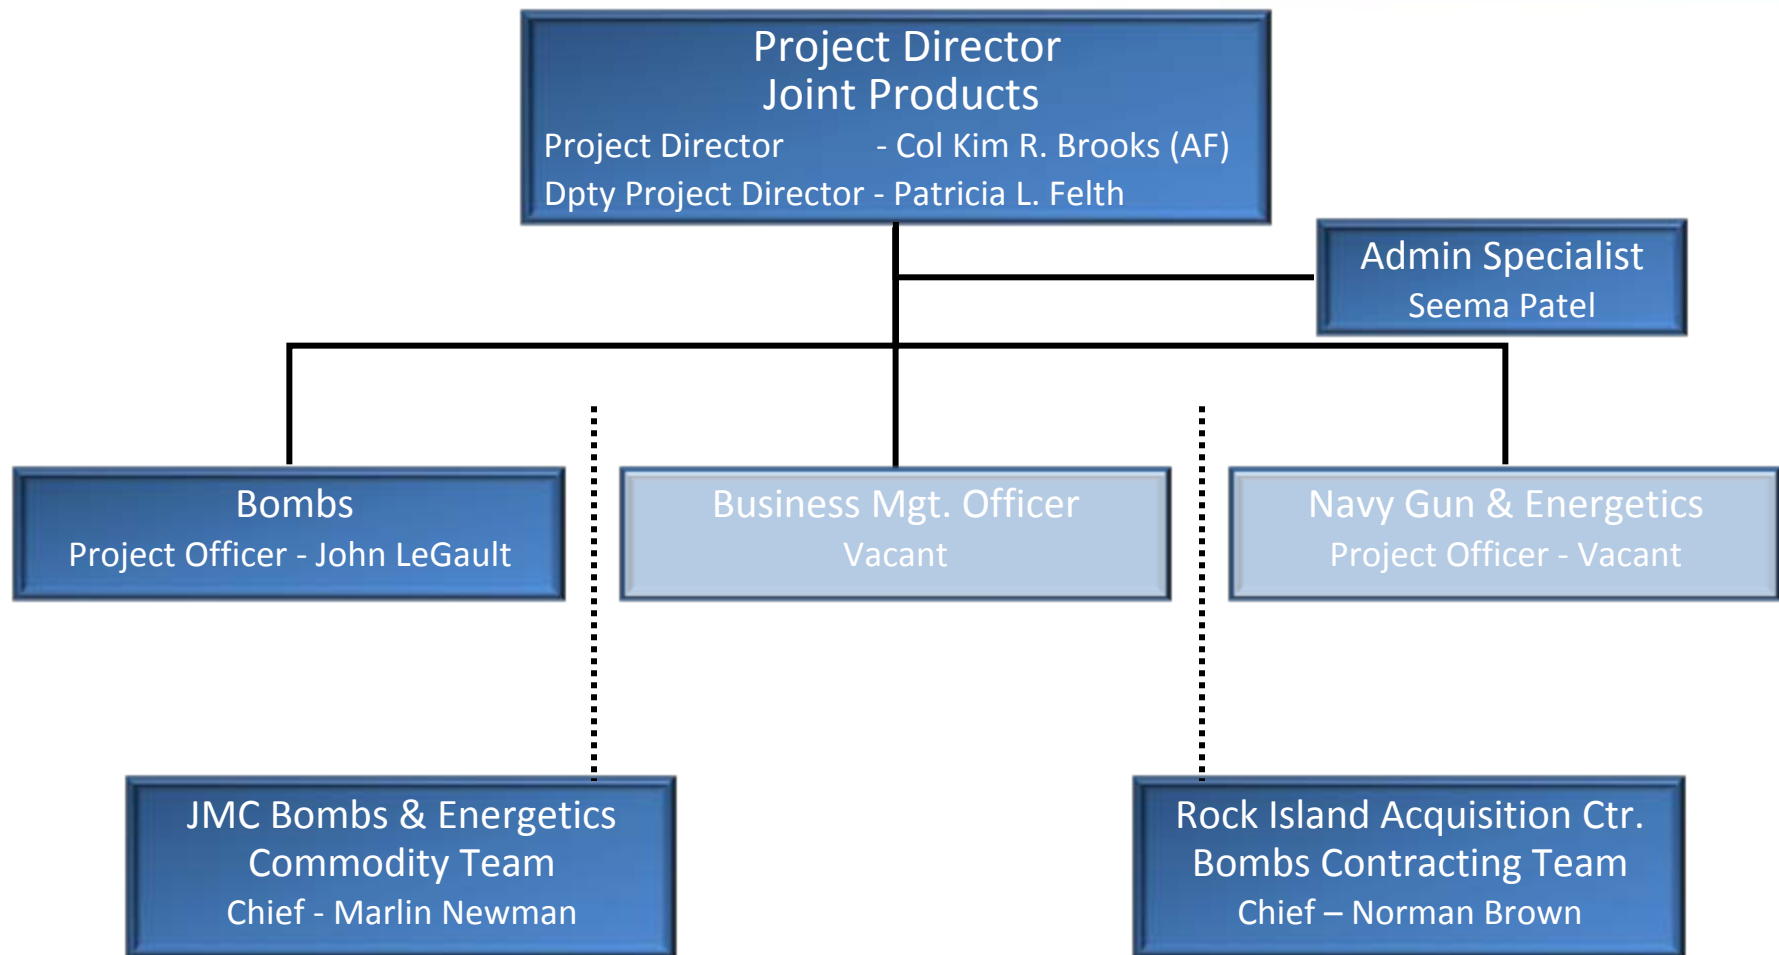 Project Director
Joint Products
Project Director - Col Kim R. Brooks (AF)
Dpty Project Director - Patricia L. Felth
Admin Specialist
Seema Patel
Bombs
Project Officer - John LeGault
Business Mgt. Officer
Vacant
Navy Gun & Energetics
Project Officer - Vacant
JMC Bombs & Energetics
Commodity Team
Chief - Marlin Newman
Rock Island Acquisition Ctr.
Bombs Contracting Team
Chief – Norman Brown